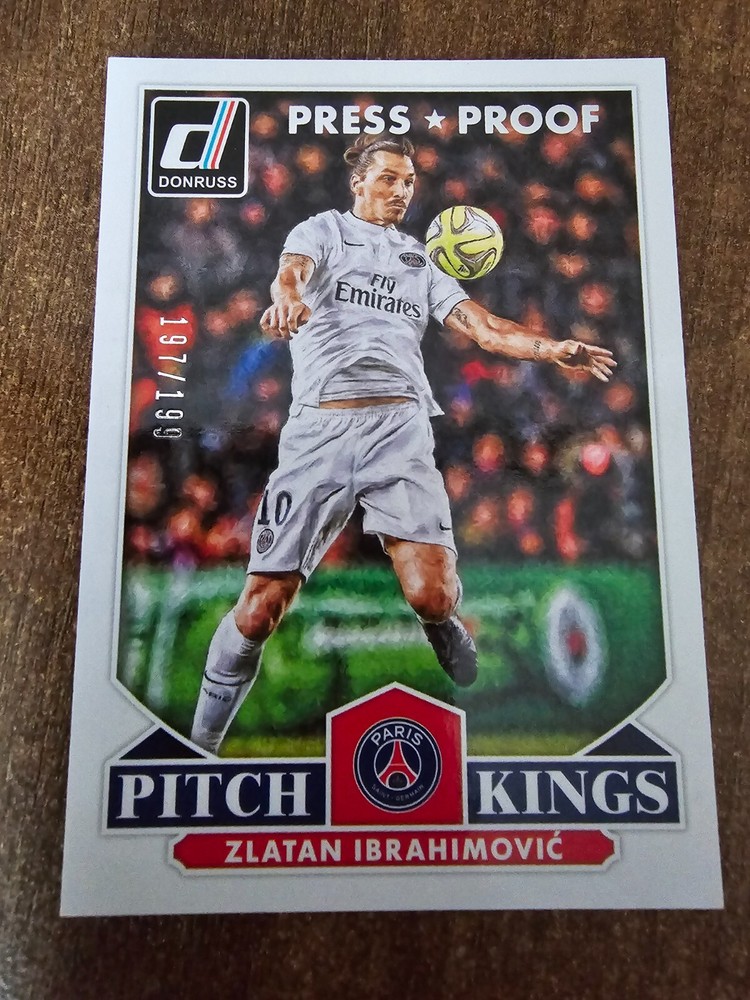 PRESS ★ PROOF
DONRUSS
Fly
Emirates
197/199
10
PARIS
SAINT-GERMAIN
PITCH KINGS
ZLATAN IBRAHIMOVIĆ